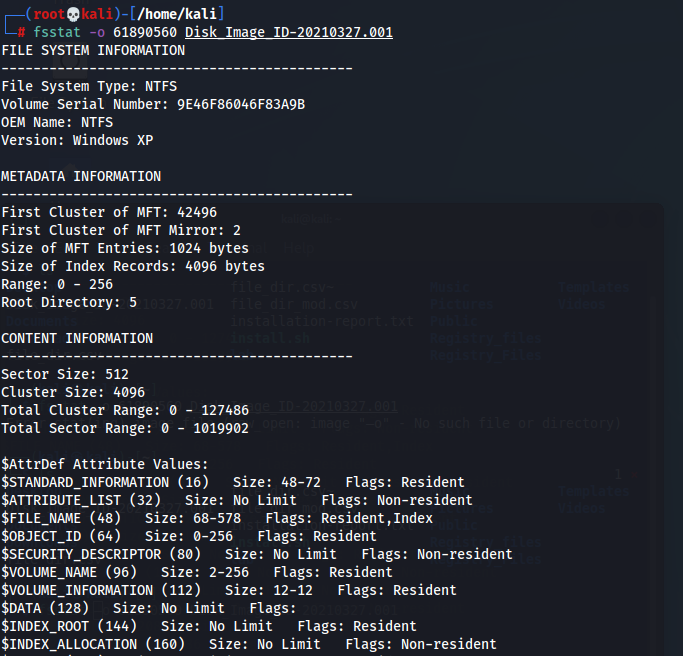 ┌──(root💀kali)-[/home/kali]
└─# fsstat -o 61890560 Disk_Image_ID-20210327.001
FILE SYSTEM INFORMATION
--------------------------------------------
File System Type: NTFS
Volume Serial Number: 9E46F86046F83A9B
OEM Name: NTFS
Version: Windows XP

METADATA INFORMATION
--------------------------------------------
First Cluster of MFT: 42496
First Cluster of MFT Mirror: 2
Size of MFT Entries: 1024 bytes
Size of Index Records: 4096 bytes
Range: 0 - 256
Root Directory: 5

CONTENT INFORMATION
--------------------------------------------
Sector Size: 512
Cluster Size: 4096
Total Cluster Range: 0 - 127486
Total Sector Range: 0 - 1019902

$AttrDef Attribute Values:
$STANDARD_INFORMATION (16)   Size: 48-72   Flags: Resident
$ATTRIBUTE_LIST (32)   Size: No Limit   Flags: Non-resident
$FILE_NAME (48)   Size: 68-578   Flags: Resident,Index
$OBJECT_ID (64)   Size: 0-256   Flags: Resident
$SECURITY_DESCRIPTOR (80)   Size: No Limit   Flags: Non-resident
$VOLUME_NAME (96)   Size: 2-256   Flags: Resident
$VOLUME_INFORMATION (112)   Size: 12-12   Flags: Resident
$DATA (128)   Size: No Limit   Flags:
$INDEX_ROOT (144)   Size: No Limit   Flags: Resident
$INDEX_ALLOCATION (160)   Size: No Limit   Flags: Non-resident